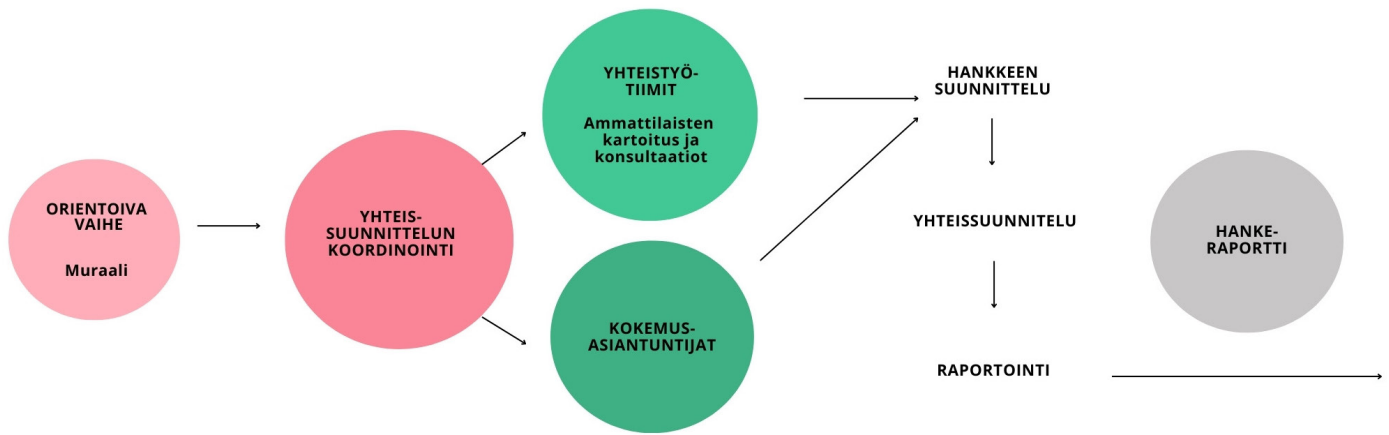 ORIENTOIVA
VAIHE
Muraali
YHTEIS-
SUUNNITTELUN
KOORDINOINTI
YHTEISTYÖ-
TIIMIT
Ammattilaisten
kartoitus ja
konsultaatiot
KOKEMUS-
ASIANTUNTIJAT
HANKKEEN
SUUNNITTELU
YHTEISSUUNNITELU
RAPORTOINTI
HANKE-
RAPORTTI